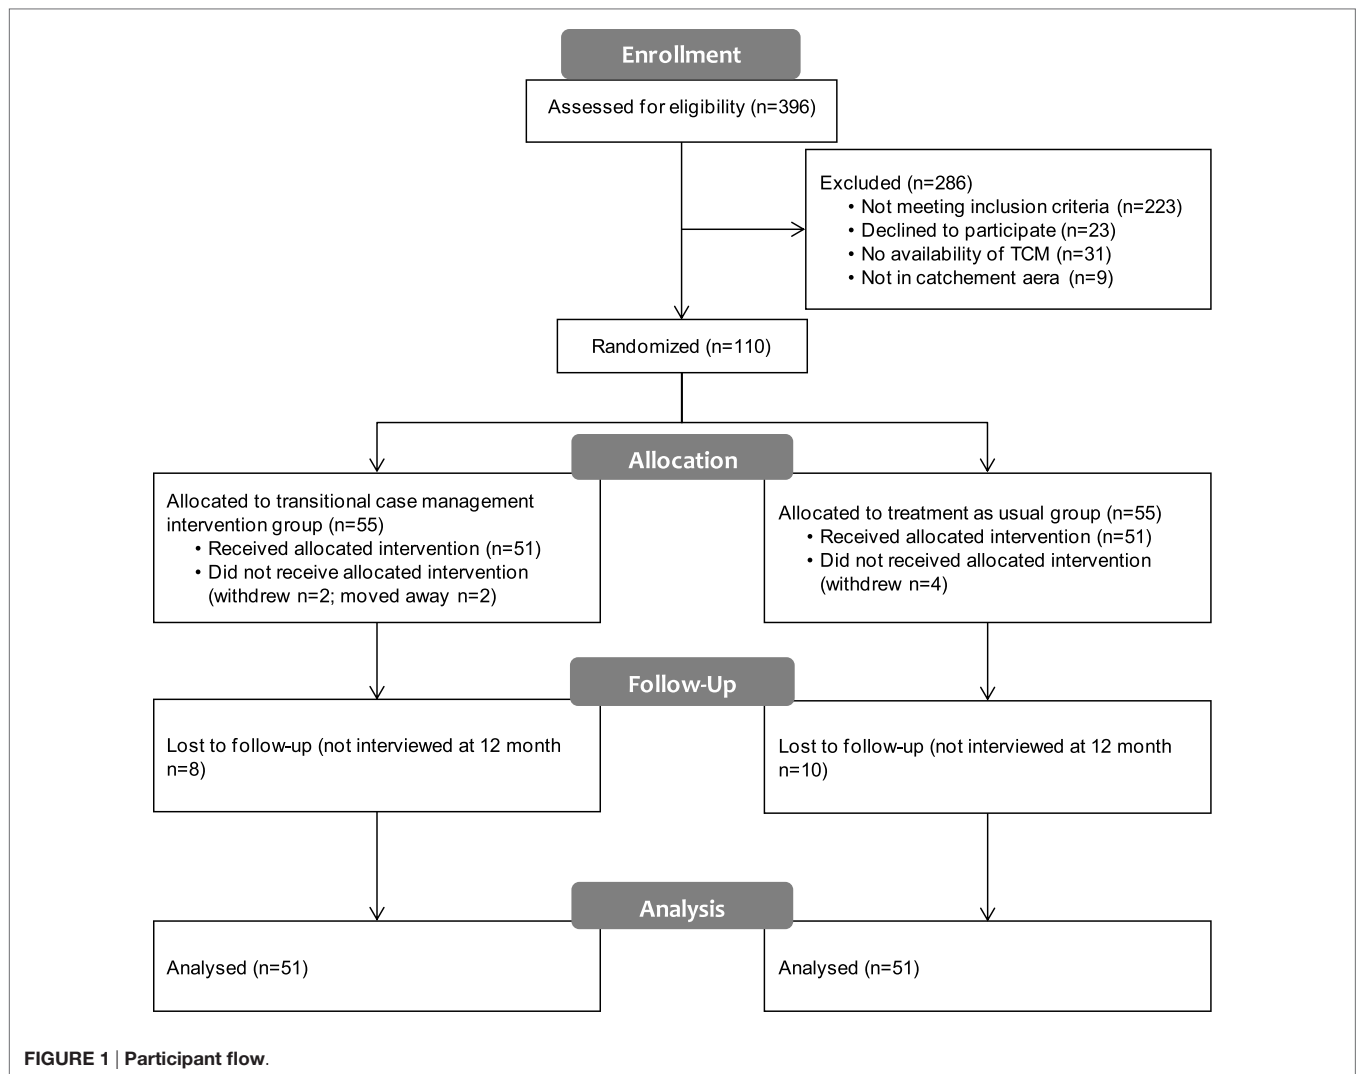 Enrollment
Assessed for eligibility (n=396)
Excluded (n=286)
• Not meeting inclusion criteria (n=223)
• Declined to participate (n=23)
• No availability of TCM (n=31)
• Not in catchement aera (n=9)
Randomized (n=110)
Allocation
Allocated to transitional case management
intervention group (n=55)
• Received allocated intervention (n=51)
• Did not receive allocated intervention
(withdrew n=2; moved away n=2)
Allocated to treatment as usual group (n=55)
• Received allocated intervention (n=51)
• Did not received allocated intervention
(withdrew n=4)
Follow-Up
Lost to follow-up (not interviewed at 12 month
n=8)
Lost to follow-up (not interviewed at 12 month
n=10)
Analysis
Analysed (n=51)
Analysed (n=51)
FIGURE 1 | Participant flow.